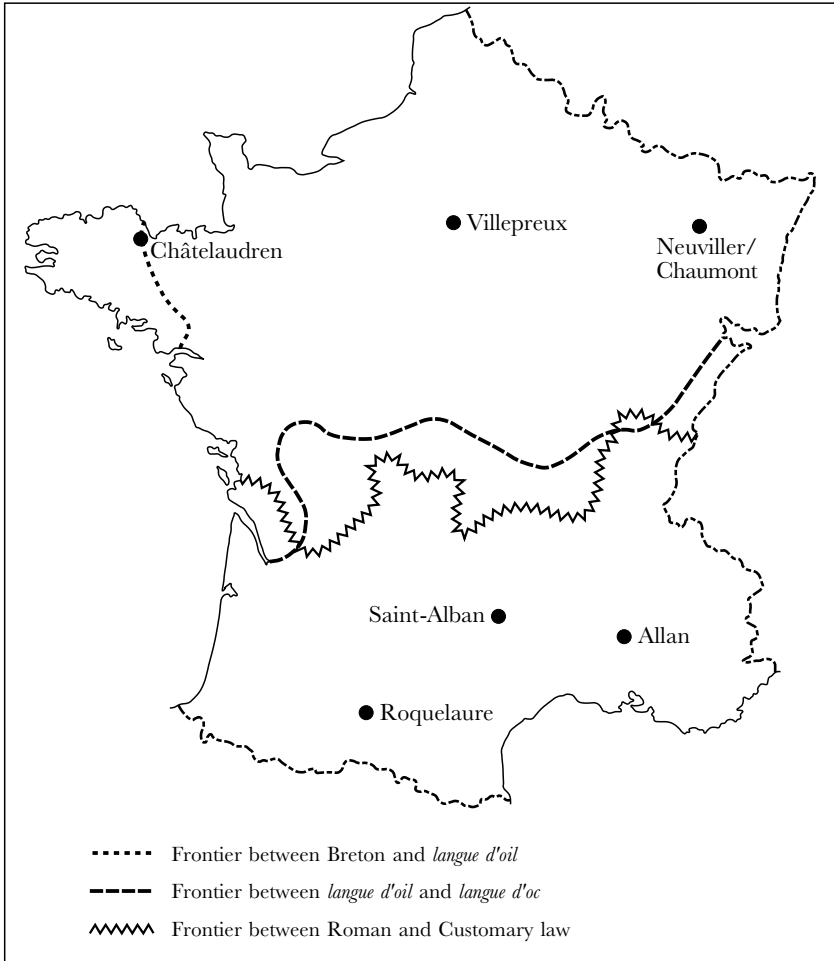 Villepreux
Neuviller/
Chaumont
Châtelaudren
Saint-Alban
Allan
Roquelaure
Frontier between Breton and langue d'oil
Frontier between langue d'oil and langue d'oc
Frontier between Roman and Customary law